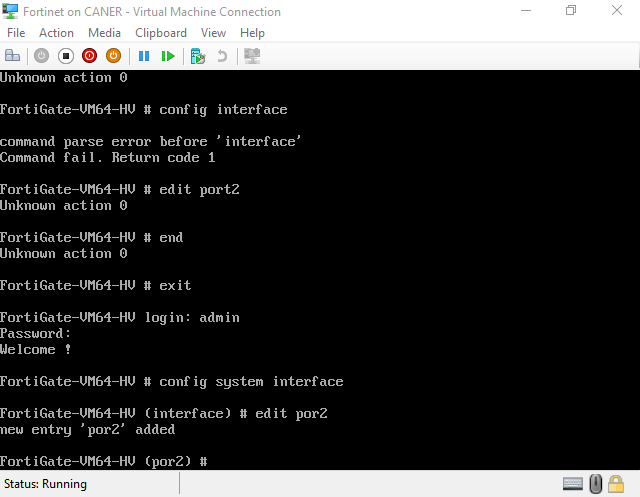 Fortinet on CANER - Virtual Machine Connection
File Action Media Clipboard View Help
Unknown action 0
FortiGate-VM64-HV # config interface
command parse error before 'interface'
Command fail. Return code 1
FortiGate-VM64-HV # edit port2
Unknown action 0
FortiGate-VM64-HV # end
Unknown action 0
FortiGate-VM64-HV # exit
FortiGate-VM64-HV login: admin
Password:
Welcome !
FortiGate-VM64-HV # config system interface
FortiGate-VM64-HV (interface) # edit por2
new entry 'por2' added
FortiGate-VM64-HV (por2) #
Status: Running